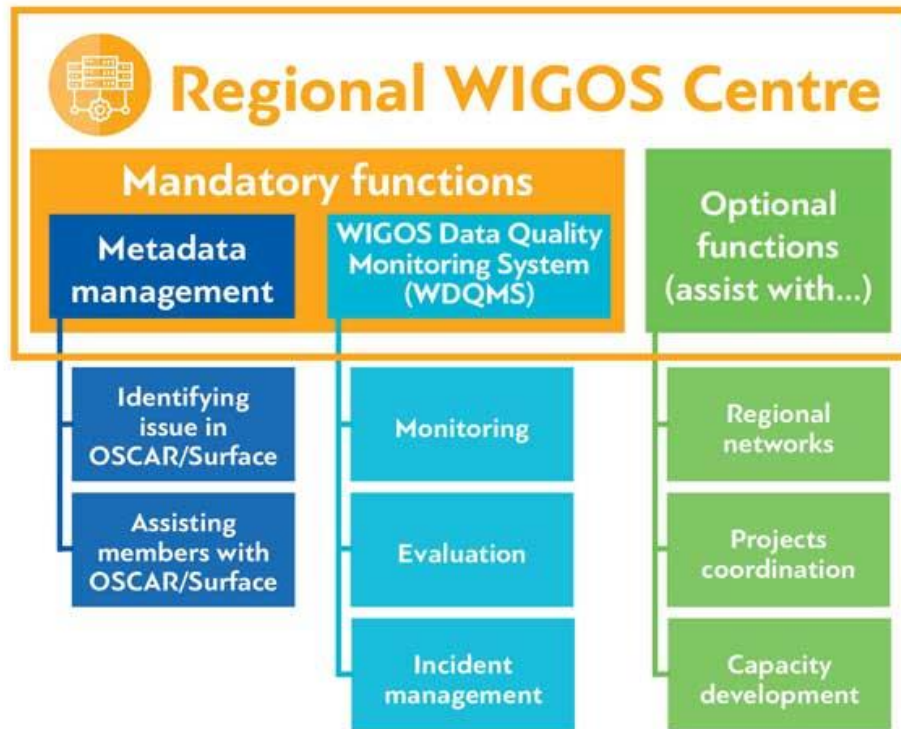 Regional WIGOS Centre
Mandatory functions
Metadata
management
WIGOS Data Quality
Monitoring System
(WDQMS)
Optional
functions
(assist with...)
Identifying
issue in
OSCAR/Surface
Assisting
members with
OSCAR/Surface
Monitoring
Evaluation
Incident
management
Regional
networks
Projects
coordination
Capacity
development